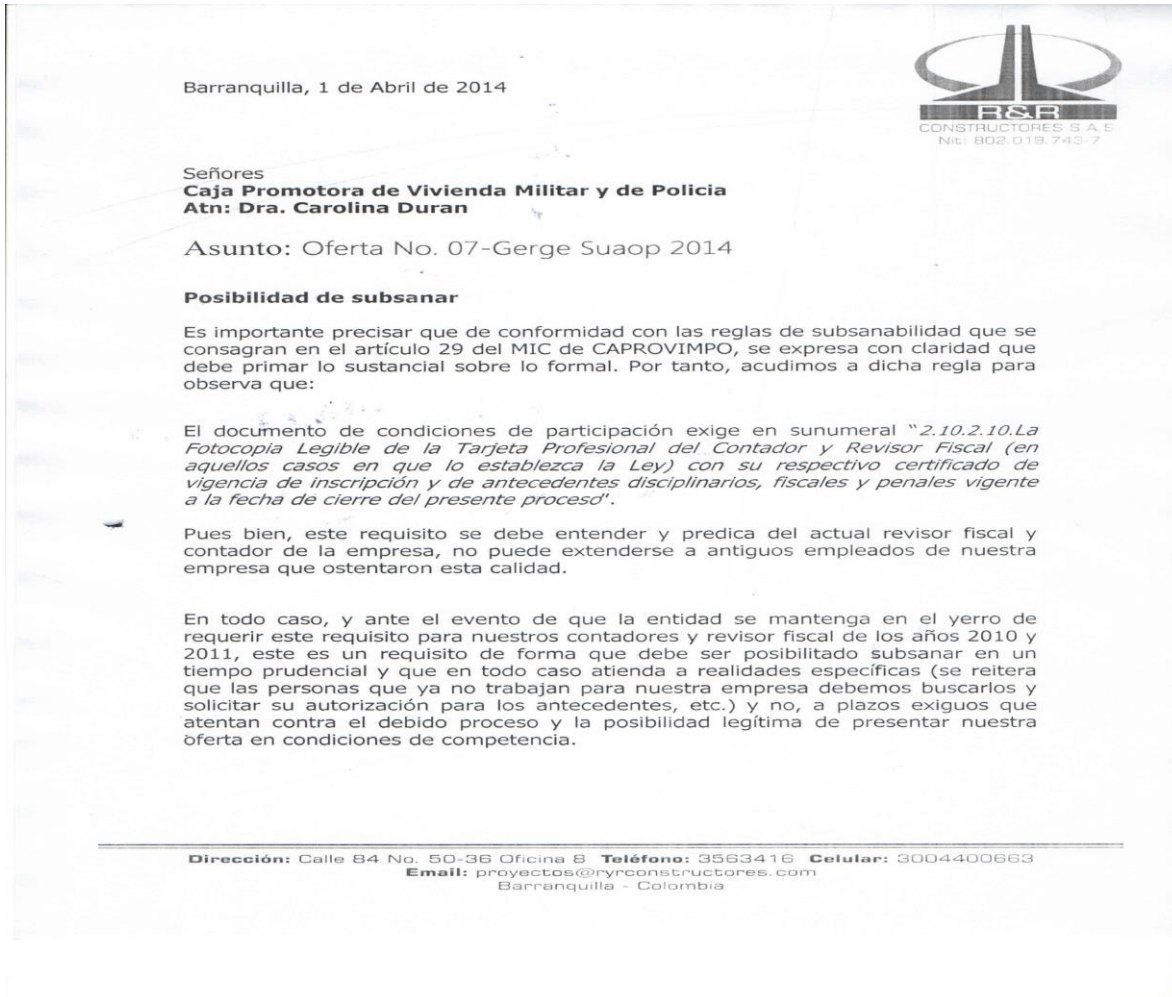 Barranquilla, 1 de Abril de 2014
R&R
CONSTRUCTORES S A S
Nit: 802.019.743-7
Señores
Caja Promotora de Vivienda Militar y de Policia
Atn: Dra. Carolina Duran
Asunto: Oferta No. 07-Gerge Suaop 2014
Posibilidad de subsanar
Es importante precisar que de conformidad con las reglas de subsanabilidad que se
consagran en el artículo 29 del MIC de CAPROVIMPO, se expresa con claridad que
debe primar lo sustancial sobre lo formal. Por tanto, acudimos a dicha regla para
observa que:
El documento de condiciones de participación exige en sunumeral "2.10.2.10.La
Fotocopia Legible de la Tarjeta Profesional del Contador y Revisor Fiscal (en
aquellos casos en que lo establezca la Ley) con su respectivo certificado de
vigencia de inscripción y de antecedentes disciplinarios, fiscales y penales vigente
a la fecha de cierre del presente proceso".
Pues bien, este requisito se debe entender y predica del actual revisor fiscal y
contador de la empresa, no puede extenderse a antiguos empleados de nuestra
empresa que ostentaron esta calidad.
En todo caso, y ante el evento de que la entidad se mantenga en el yerro de
requerir este requisito para nuestros contadores y revisor fiscal de los años 2010 y
2011, este es un requisito de forma que debe ser posibilitado subsanar en un
tiempo prudencial y que en todo caso atienda a realidades específicas (se reitera
que las personas que ya no trabajan para nuestra empresa debemos buscarlos y
solicitar su autorización para los antecedentes, etc.) y no, a plazos exiguos que
atentan contra el debido proceso y la posibilidad legítima de presentar nuestra
oferta en condiciones de competencia.
Dirección: Calle 84 No. 50-36 Oficina 8 Teléfono: 3563416 Celular: 3004400663
Email: proyectos@ryrconstructores.com
Barranquilla - Colombia